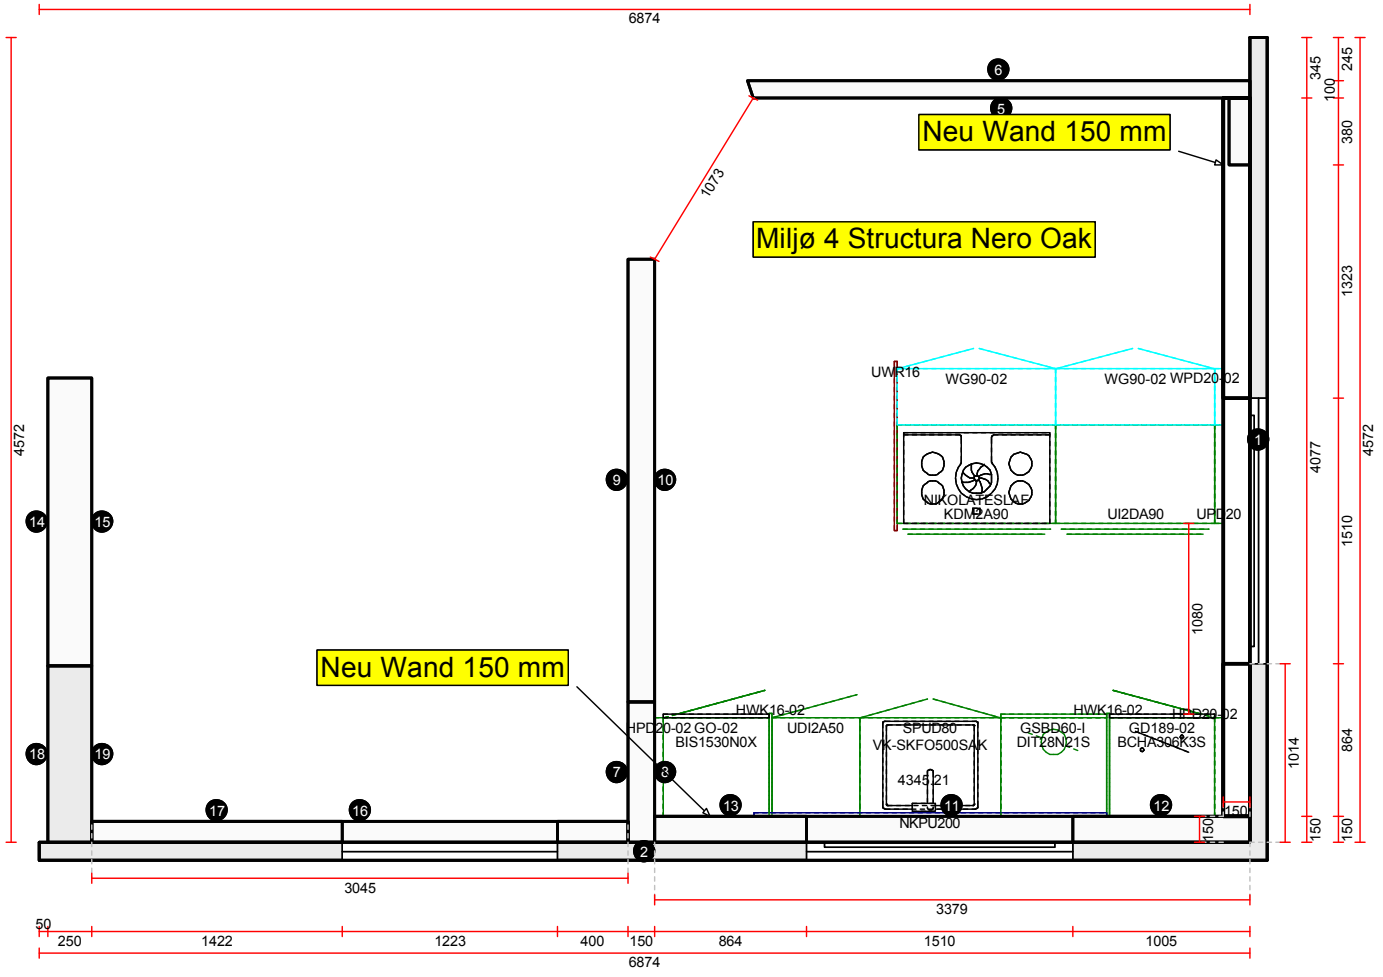 6874
6
5
Neu Wand 150 mm
345
245
100
380
1073
Miljø 4 Structura Nero Oak
1323
UWR16
WG90-02
WG90-02
WPD20-02
1
4572
4077
4572
9
10
NIKOLATESLAF
KDM2A90
UI2DA90
UPD20
14
15
1510
1080
Neu Wand 150 mm
HWK16-02
HWK16-02
HPD20-02
HPD20-02
GO-02
BIS1530N0X
UDI2A50
SPUD80
VK-SKFO500SAK
GSBD60-I
DIT28N21S
GD189-02
BCHA306K3S
18
19
7
8
4345.21
1014
864
17
16
13
11
12
150
NKPU200
150
150
150
2
3045
3379
50
250
1422
1223
400
150
864
1510
1005
6874